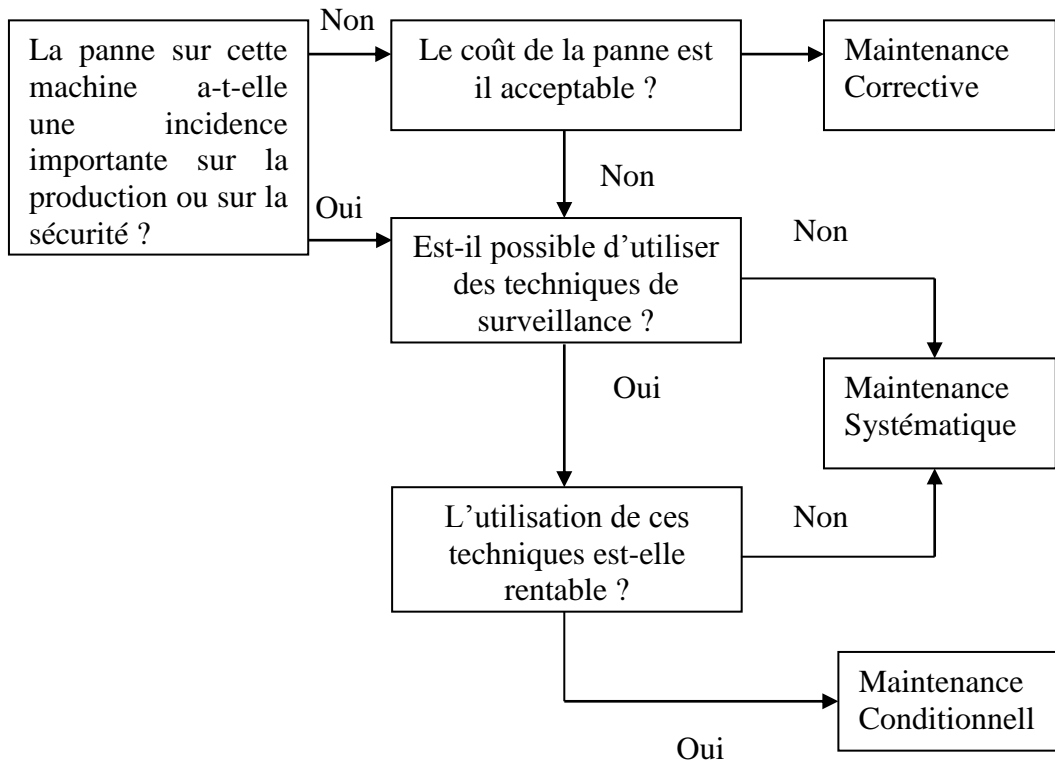 La panne sur cette
machine a-t-elle
une incidence
importante sur la
production ou sur la
sécurité ?
Non
Le coût de la panne est
il acceptable ?
Maintenance
Corrective
Non
Oui
Est-il possible d’utiliser
des techniques de
surveillance ?
Non
Oui
Maintenance
Systématique
L’utilisation de ces
techniques est-elle
rentable ?
Non
Maintenance
Conditionnell
Oui